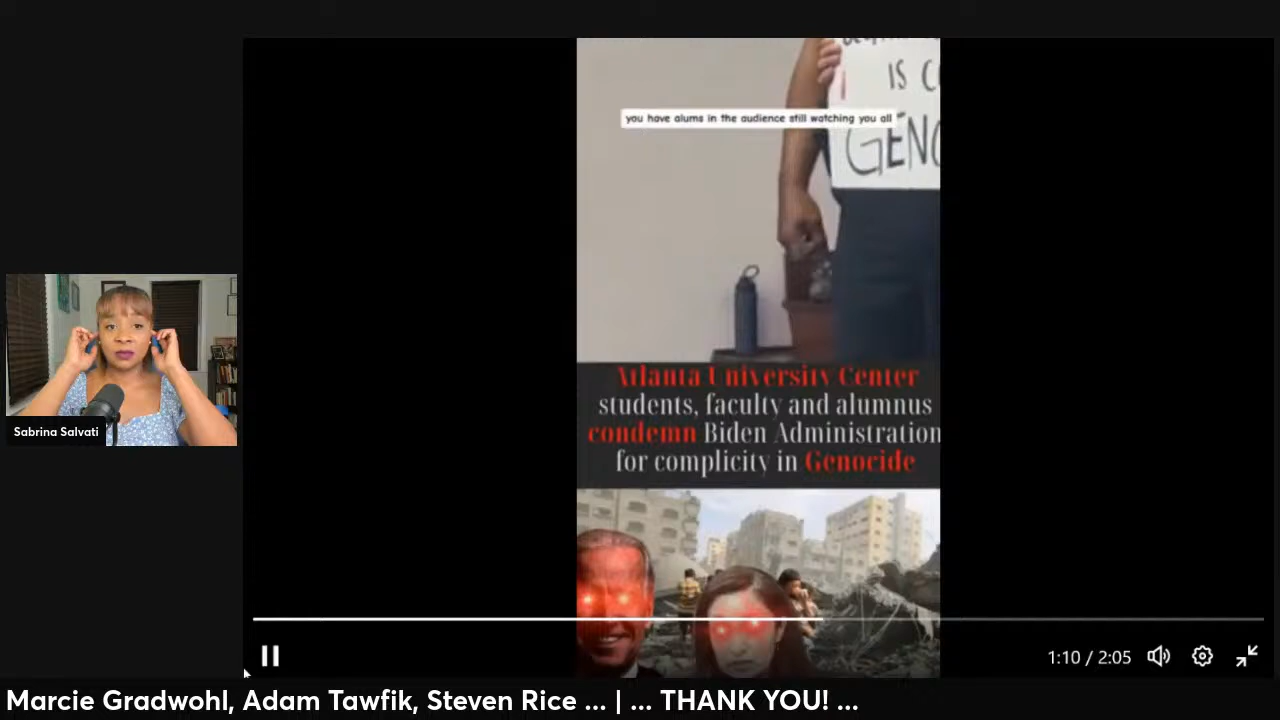 IS
GENO
you have alums in the audience still watching you all
Atlanta University Center
students, faculty and alumnus
condemn Biden Administration
for complicity in Genocide
Sabrina Salvati
1:10 / 2:05
Marcie Gradwohl, Adam Tawfik, Steven Rice ... | ... THANK YOU! ...